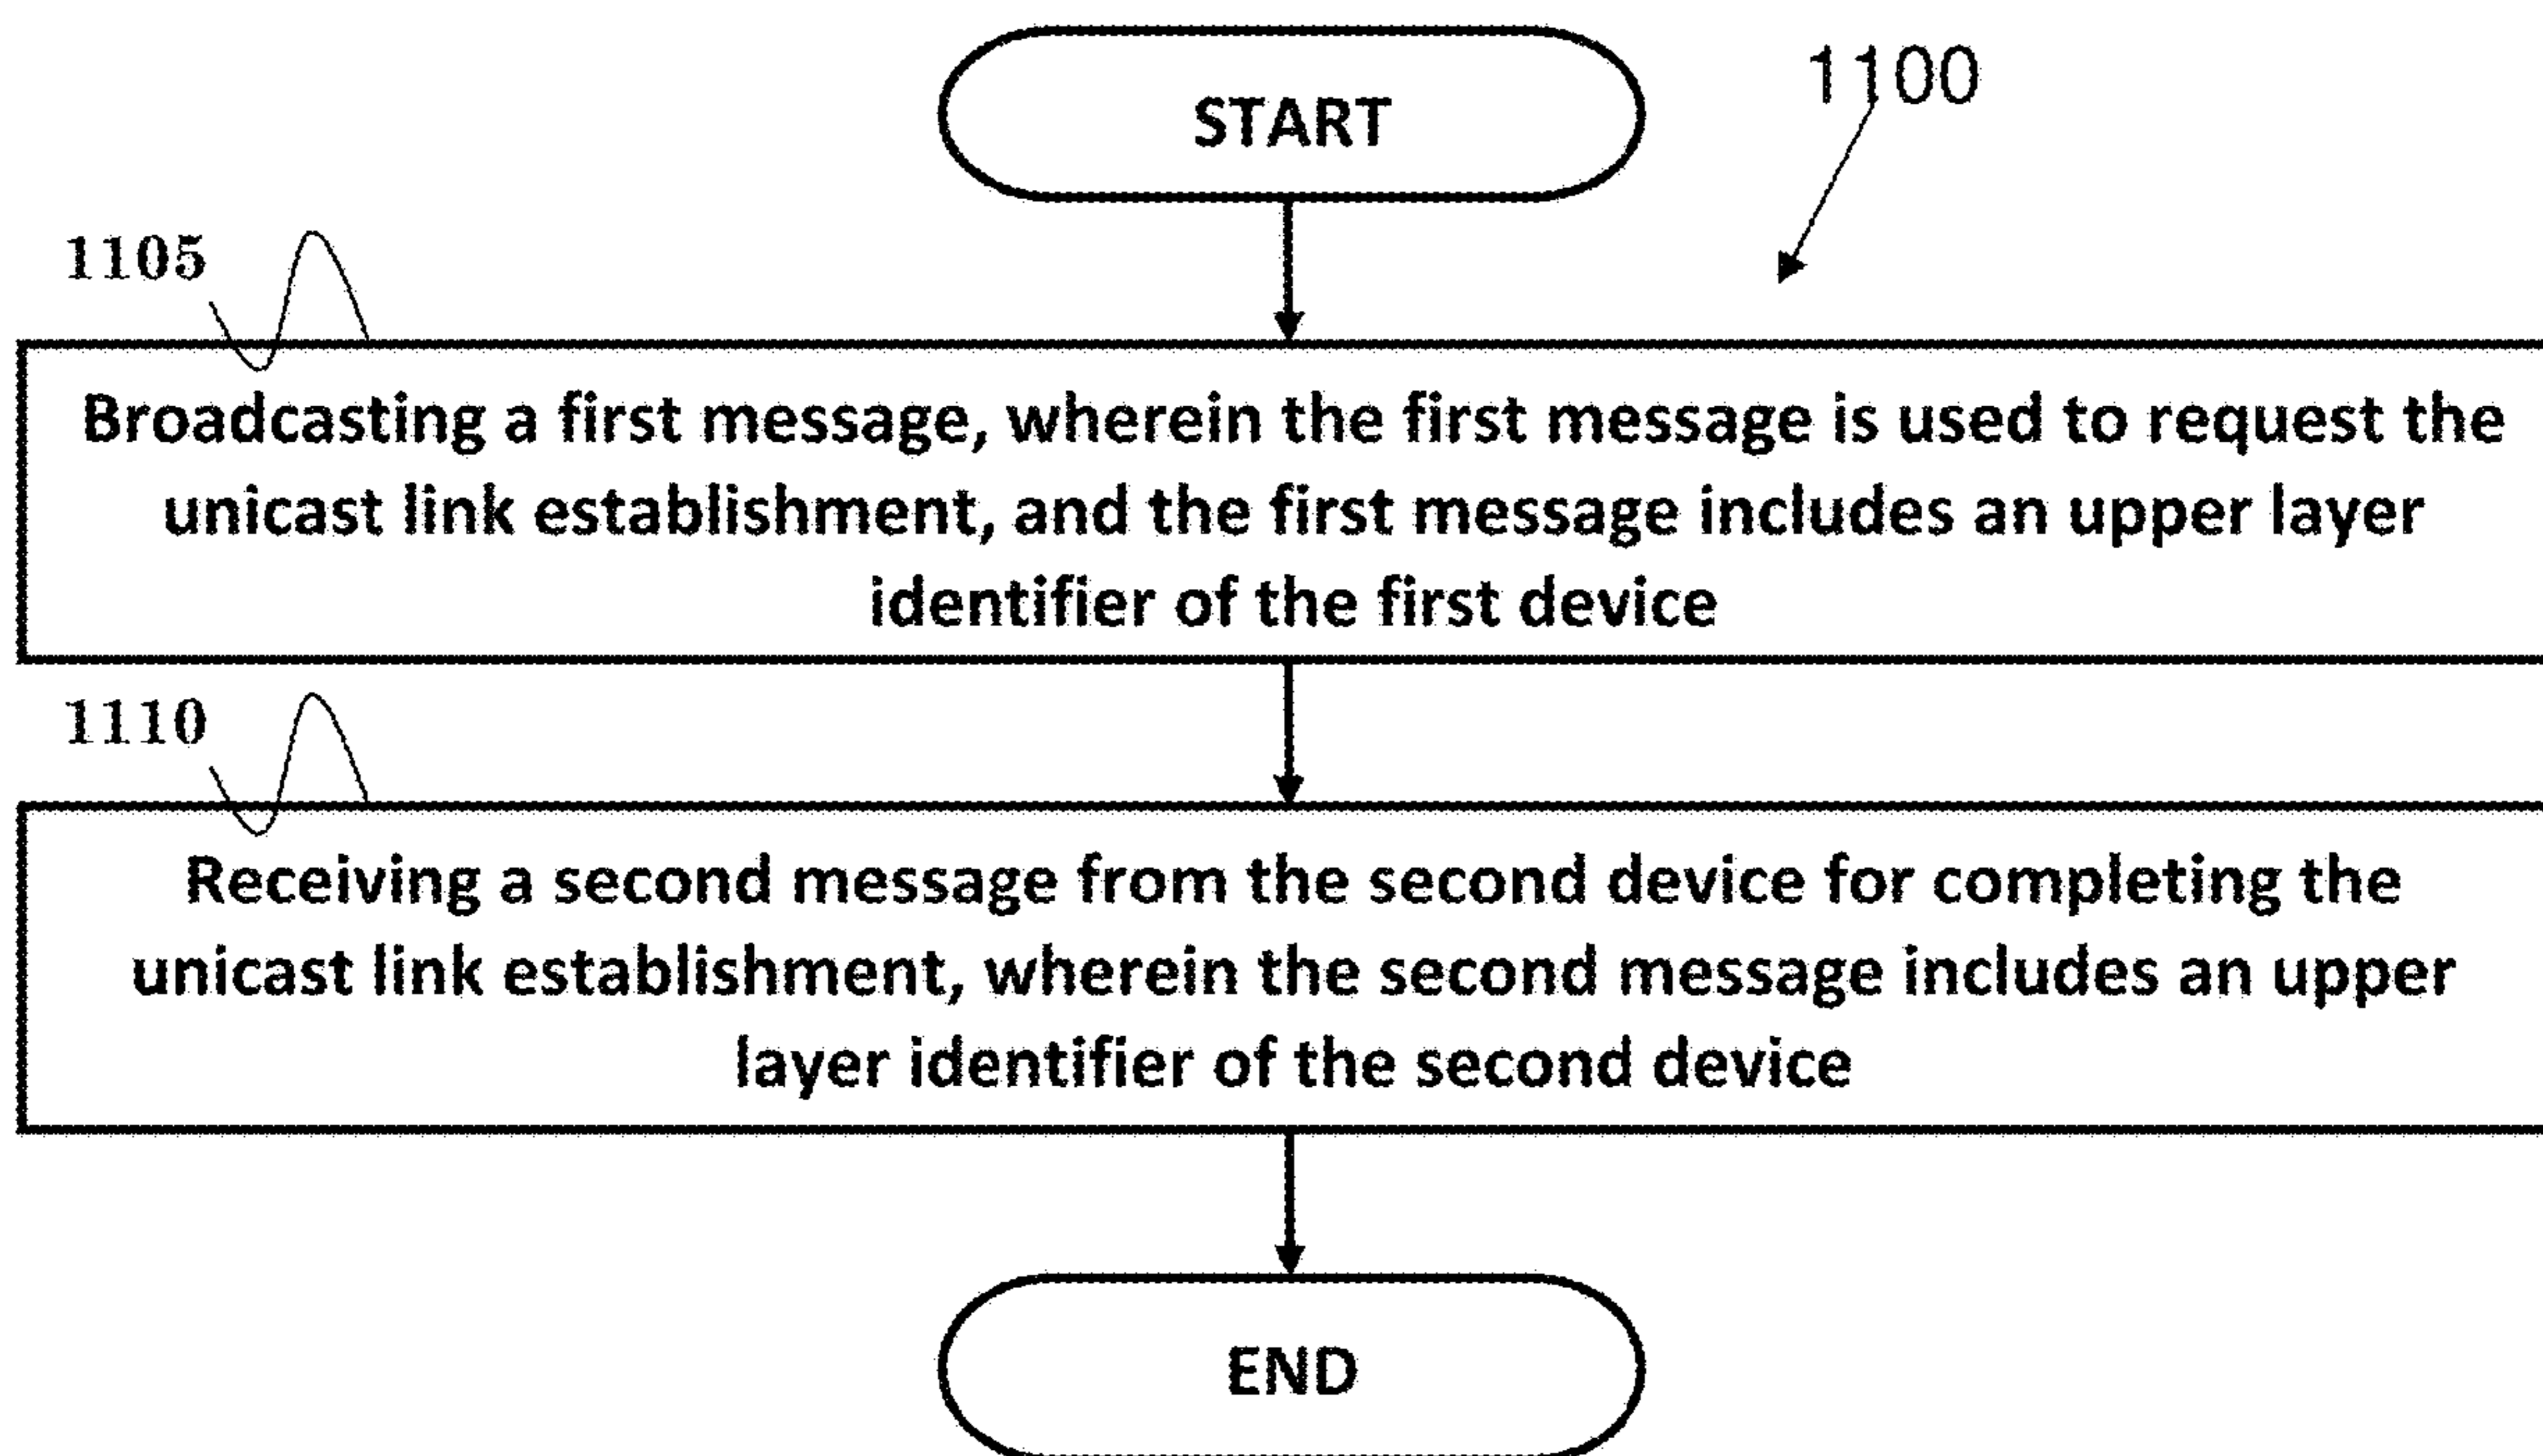 START
1100
1105
Broadcasting a first message, wherein the first message is used to request the
unicast link establishment, and the first message includes an upper layer
identifier of the first device
1110
Receiving a second message from the second device for completing the
unicast link establishment, wherein the second message includes an upper
layer identifier of the second device
END